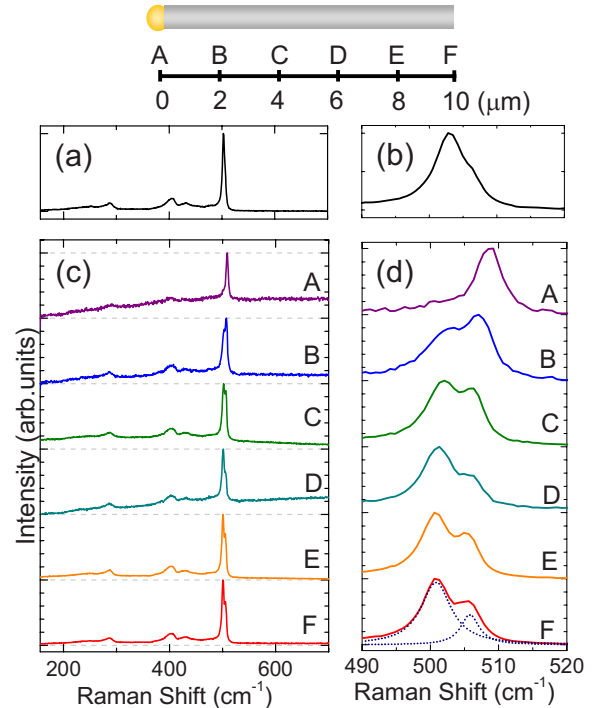 A B C D E F
0 2 4 6 8 10 (μm)
(a) (b)
(c) (d)
A A
B B
C C
D D
E E
F F
Intensity (arb.units)
200 400 600 490 500 510 520
Raman Shift (cm⁻¹) Raman Shift (cm⁻¹)